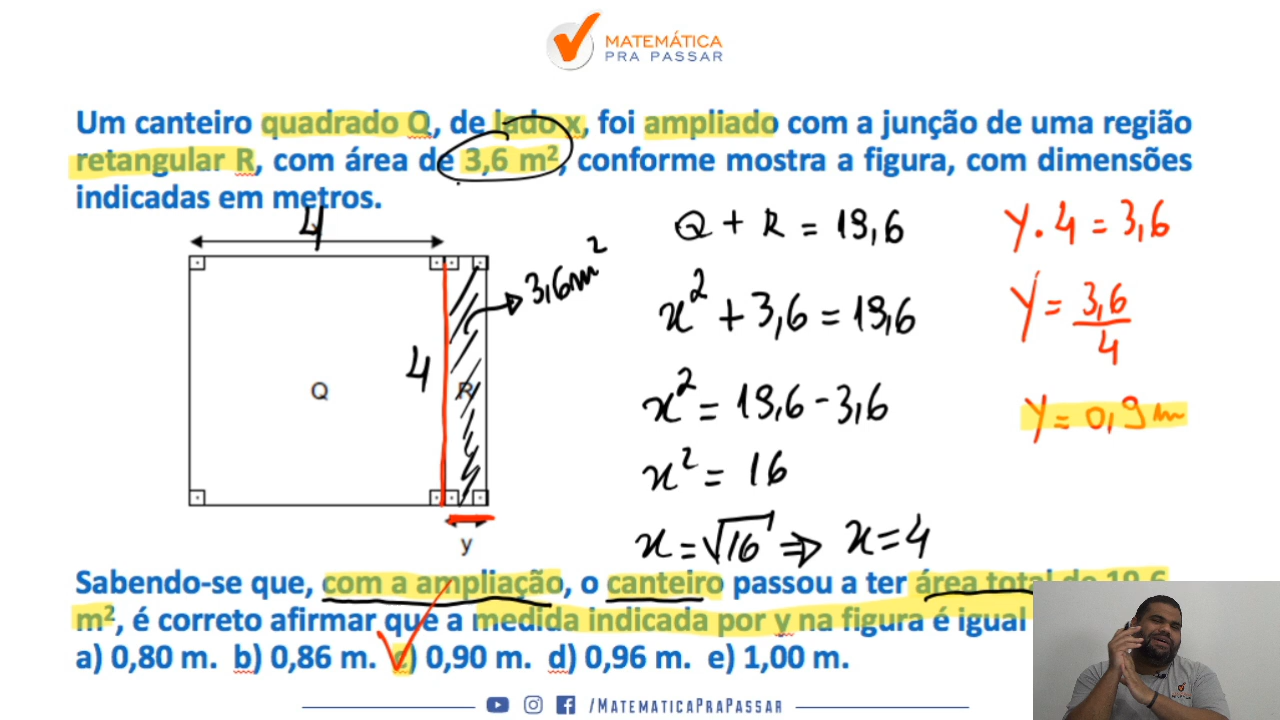 MATEMÁTICA
PRA PASSAR
Um canteiro quadrado Q, de lado x, foi ampliado com a junção de uma região
retangular R, com área de 3,6 m², conforme mostra a figura, com dimensões
indicadas em metros.
4
3,6m²
4
Q
R
y
Q + R = 19,6
x² + 3,6 = 19,6
x² = 19,6 - 3,6
x² = 16
x = √16 ⇒ x = 4
y . 4 = 3,6
y = 3,6/4
y = 0,9 m
Sabendo-se que, com a ampliação, o canteiro passou a ter área total de 19,6
m², é correto afirmar que a medida indicada por y na figura é igual
a) 0,80 m. b) 0,86 m. c) 0,90 m. d) 0,96 m. e) 1,00 m.
/MATEMATICAPRAPASSAR